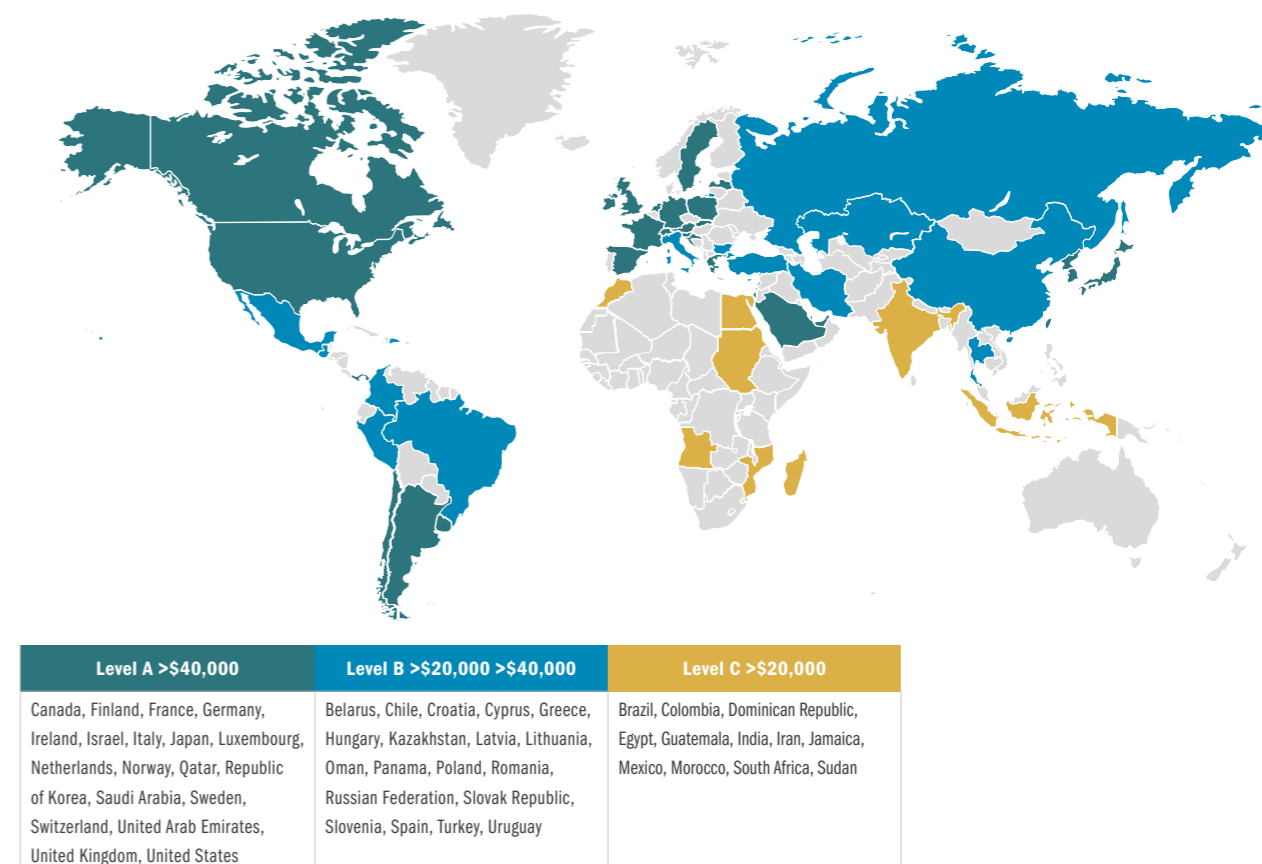 Level A >$40,000
Canada, Finland, France, Germany,
Ireland, Israel, Italy, Japan, Luxembourg,
Netherlands, Norway, Qatar, Republic
of Korea, Saudi Arabia, Sweden,
Switzerland, United Arab Emirates,
United Kingdom, United States
Level B >$20,000 >$40,000
Belarus, Chile, Croatia, Cyprus, Greece,
Hungary, Kazakhstan, Latvia, Lithuania,
Oman, Panama, Poland, Romania,
Russian Federation, Slovak Republic,
Slovenia, Spain, Turkey, Uruguay
Level C >$20,000
Brazil, Colombia, Dominican Republic,
Egypt, Guatemala, India, Iran, Jamaica,
Mexico, Morocco, South Africa, Sudan